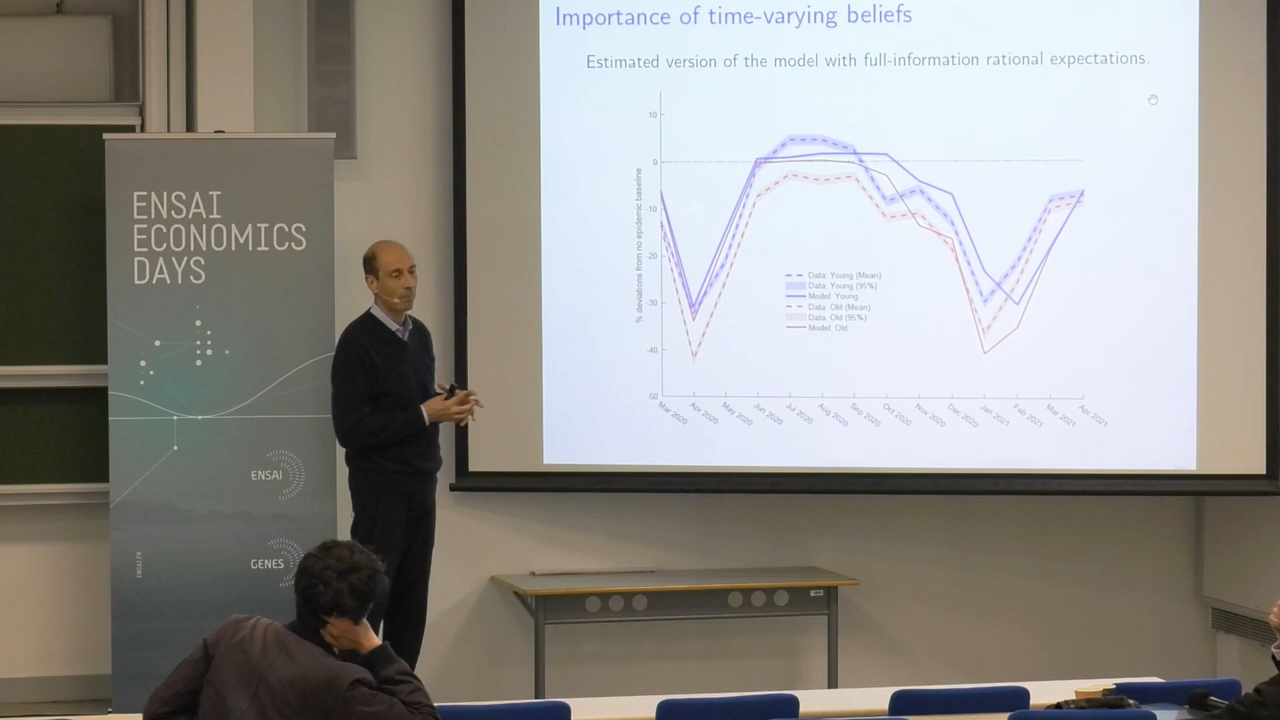 ENSAI
ECONOMICS
DAYS
ENSAI
GENES
ENSAI.FR
Importance of time-varying beliefs
Estimated version of the model with full-information rational expectations.
% deviations from no epidemic baseline
10
0
-10
-20
-30
-40
-50
Data: Young (Mean)
Data: Young (95%)
Model: Young
Data: Old (Mean)
Data: Old (95%)
Model: Old
Mar 2020
Apr 2020
May 2020
Jun 2020
Jul 2020
Aug 2020
Sep 2020
Oct 2020
Nov 2020
Dec 2020
Jan 2021
Feb 2021
Mar 2021
Apr 2021